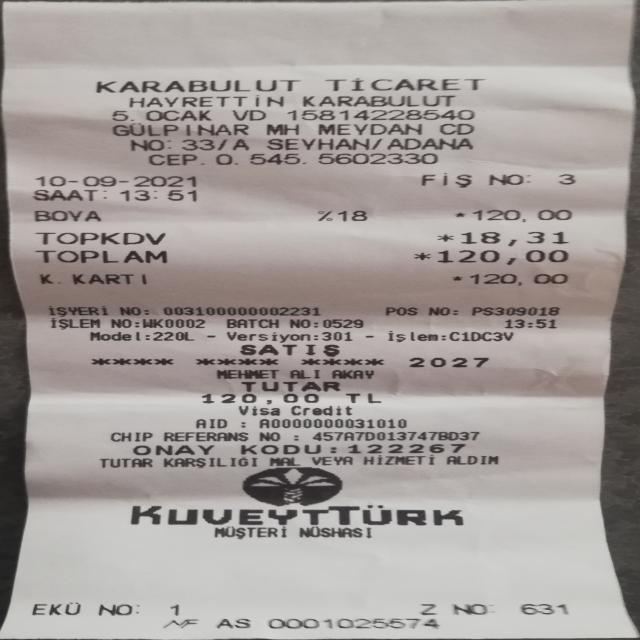 KARABULUT TİCARET
HAYRETTİN KARABULUT
5. OCAK VD 15814228540
GÜLPINAR MH MEYDAN CD
NO: 33/A SEYHAN/ADANA
CEP. 0. 545. 5602330
10-09-2021 FİŞ NO: 3
SAAT: 13:51
BOYA %18 *120,00
TOPKDV *18,31
TOPLAM *120,00
K. KARTI *120,00
İŞYERİ NO: 003100000002231 POS NO: PS309018
İŞLEM NO:WK0002 BATCH NO:0529 13:51
Model:220L - Versiyon:301 - İşlem:C1DC3V
SATIŞ
**** **** **** 2027
MEHMET ALI AKAY
TUTAR
120,00 TL
Visa Credit
AID : A0000000031010
CHIP REFERANS NO : 457A7D013747BD37
ONAY KODU:122267
TUTAR KARŞILIĞI MAL VEYA HİZMETİ ALDIM
KUVEYTTÜRK
MÜŞTERİ NÜSHASI
EKÜ NO: 1 Z NO: 631
MF AS 0001025574